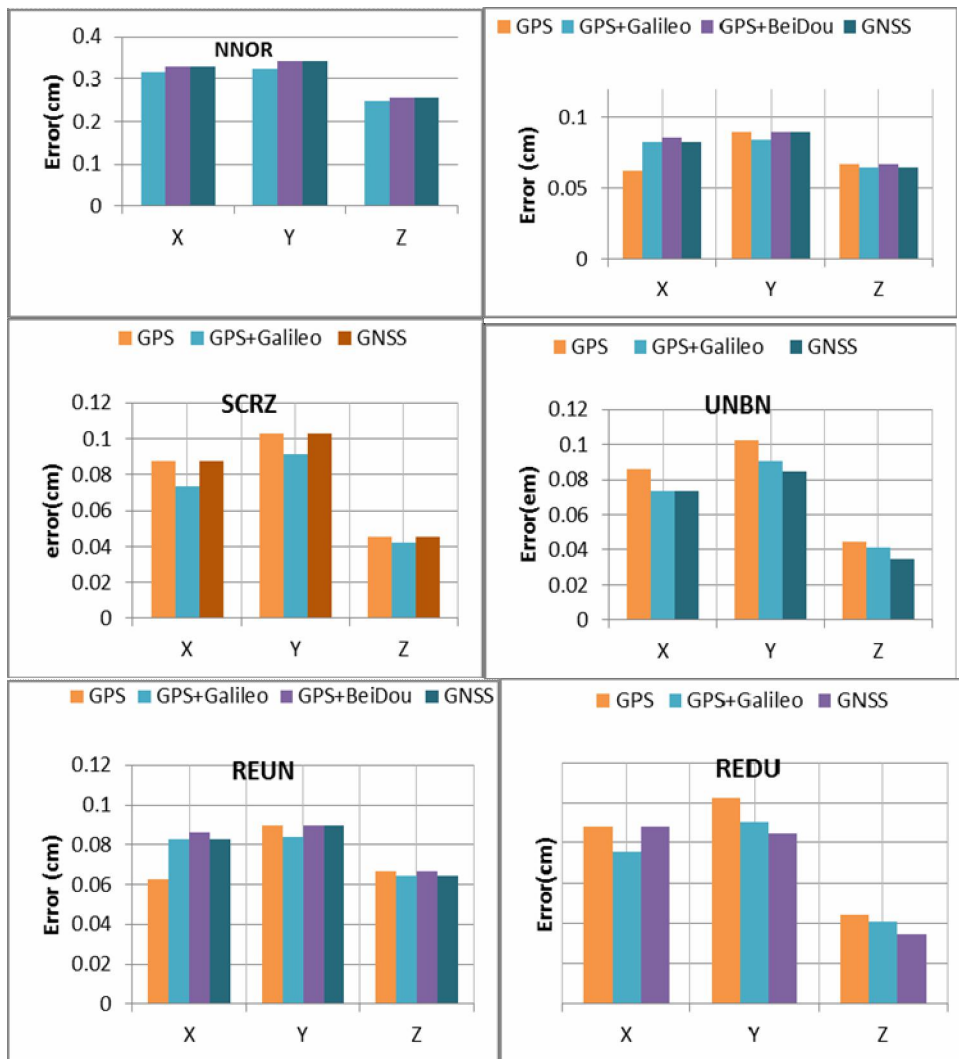 NNOR
Error(cm)
0.4
0.3
0.2
0.1
0
X Y Z
GPS GPS+Galileo GPS+BeiDou GNSS
Error (cm)
0.1
0.05
0
X Y Z
GPS GPS+Galileo GNSS
SCRZ
error(cm)
0.12
0.1
0.08
0.06
0.04
0.02
0
X Y Z
GPS GPS+Galileo GNSS
UNBN
Error(em)
0.12
0.1
0.08
0.06
0.04
0.02
0
X Y Z
GPS GPS+Galileo GPS+BeiDou GNSS
REUN
Error (cm)
0.12
0.1
0.08
0.06
0.04
0.02
0
X Y Z
GPS GPS+Galileo GNSS
REDU
Error(cm)
X Y Z